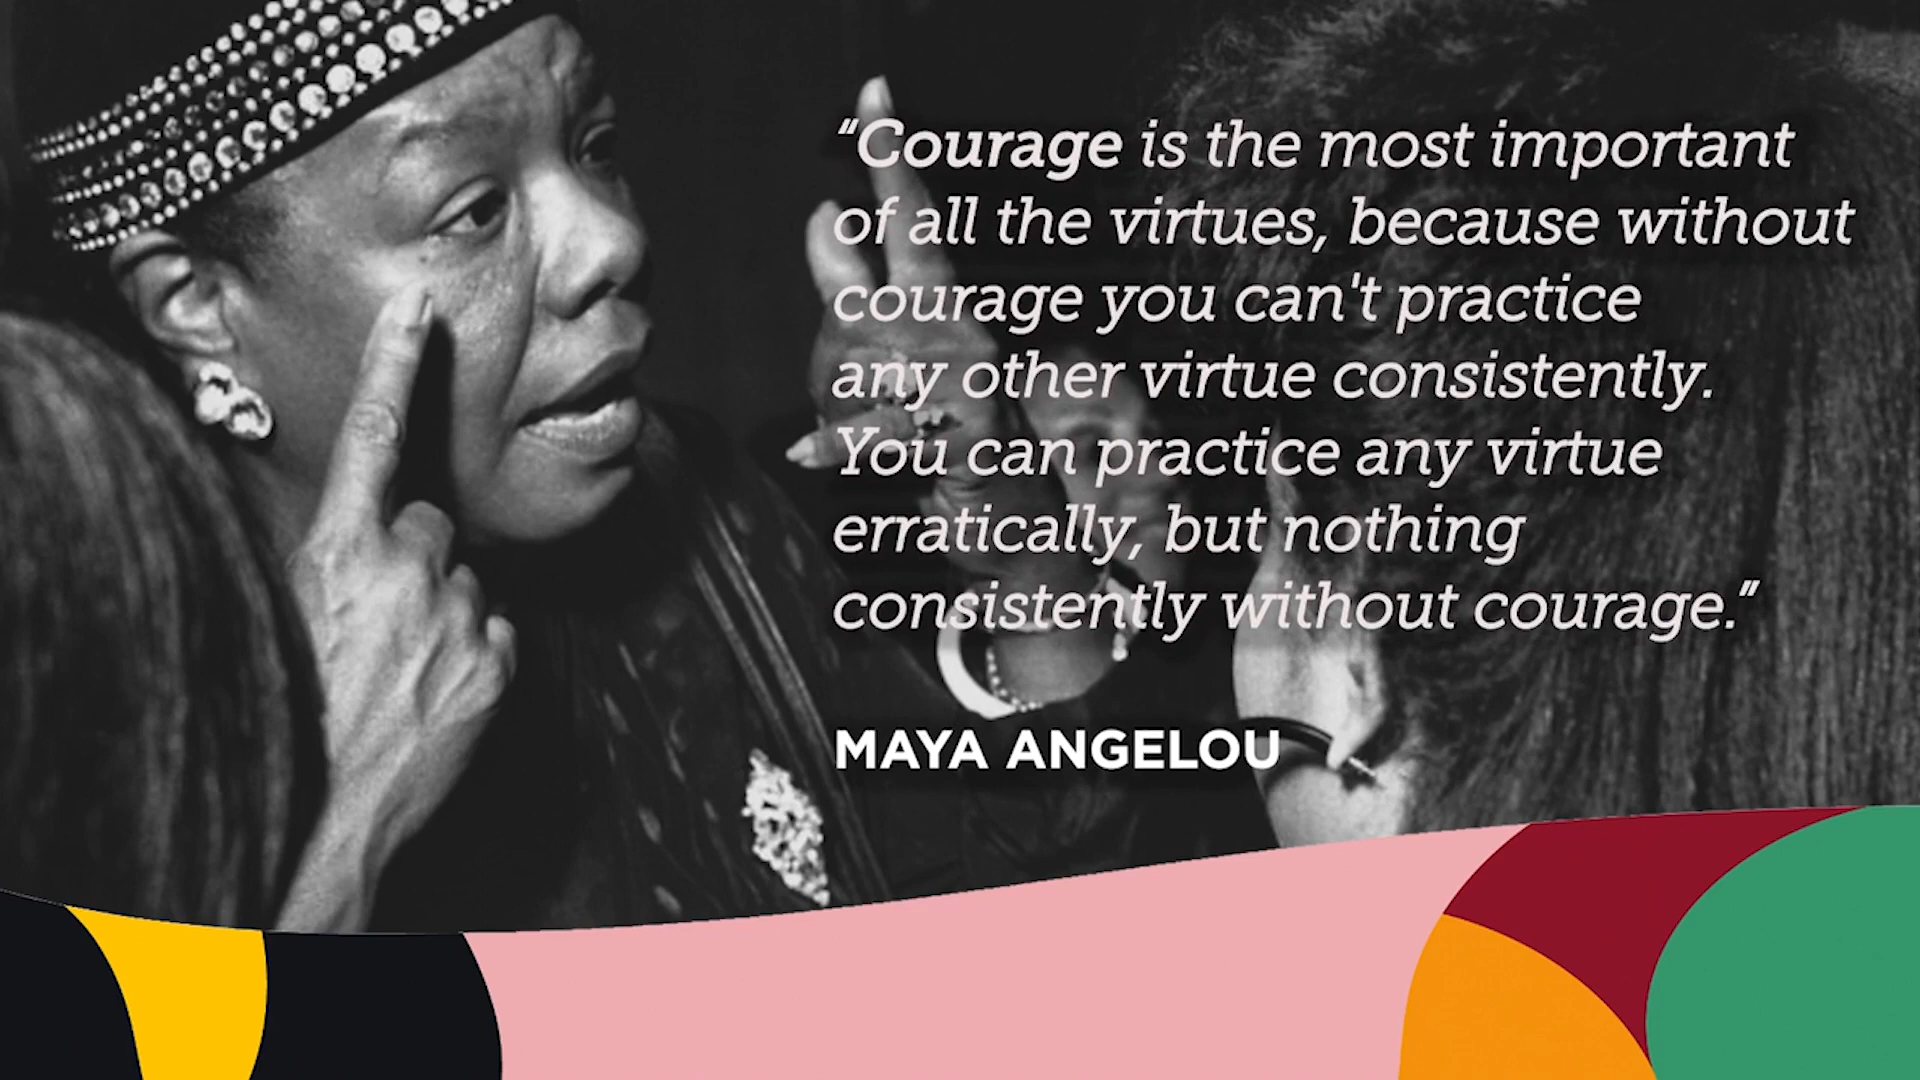 “Courage is the most important
of all the virtues, because without
courage you can't practice
any other virtue consistently.
You can practice any virtue
erratically, but nothing
consistently without courage.”
MAYA ANGELOU